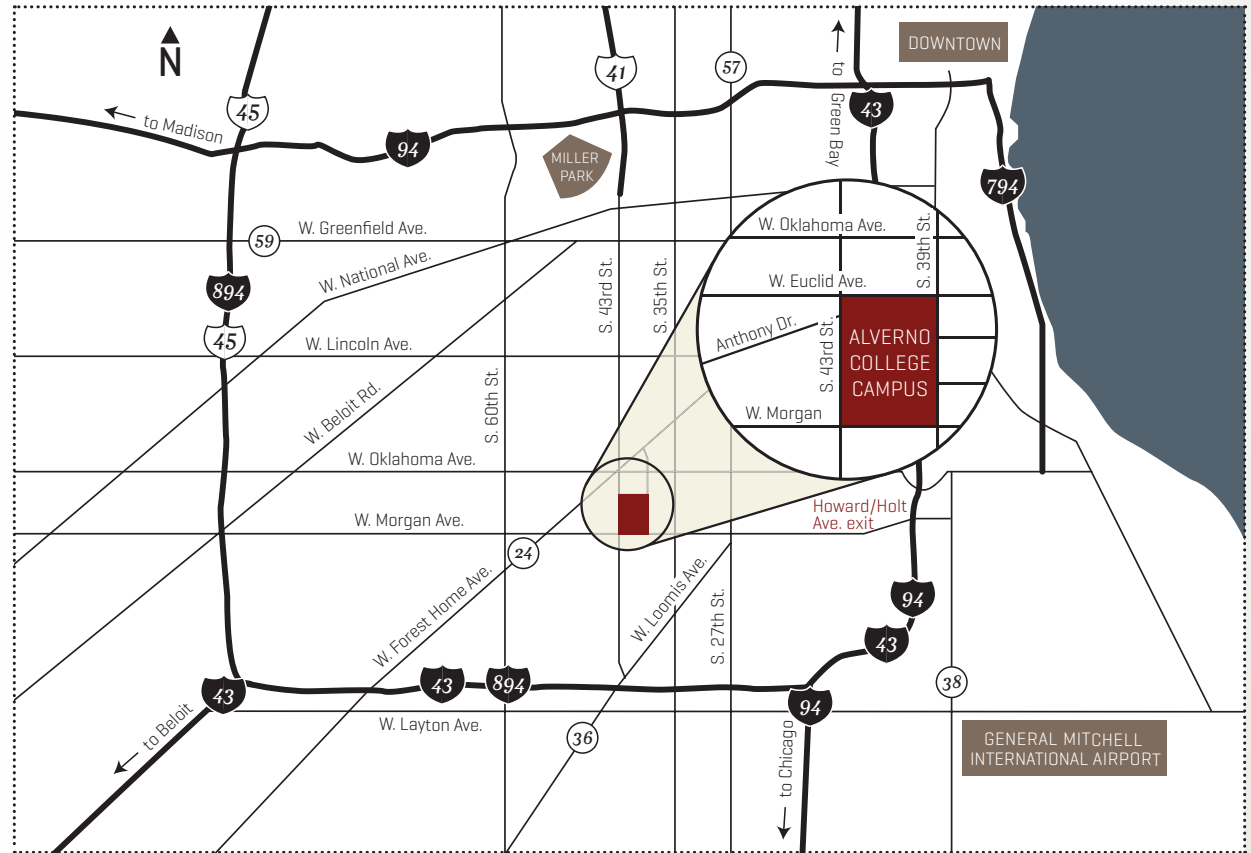 N
45
41
57
to Green Bay
43
DOWNTOWN
to Madison
94
MILLER
PARK
794
W. Greenfield Ave.
59
W. National Ave.
894
45
S. 43rd St.
S. 35th St.
W. Lincoln Ave.
W. Beloit Rd.
S. 60th St.
W. Oklahoma Ave.
W. Morgan Ave.
W. Oklahoma Ave.
S. 39th St.
W. Euclid Ave.
Anthony Dr.
S. 43rd St.
ALVERNO
COLLEGE
CAMPUS
W. Morgan
Howard/Holt
Ave. exit
24
W. Forest Home Ave.
W. Loomis Ave.
S. 27th St.
94
43
43
43
894
94
38
to Beloit
W. Layton Ave.
36
to Chicago
GENERAL MITCHELL
INTERNATIONAL AIRPORT